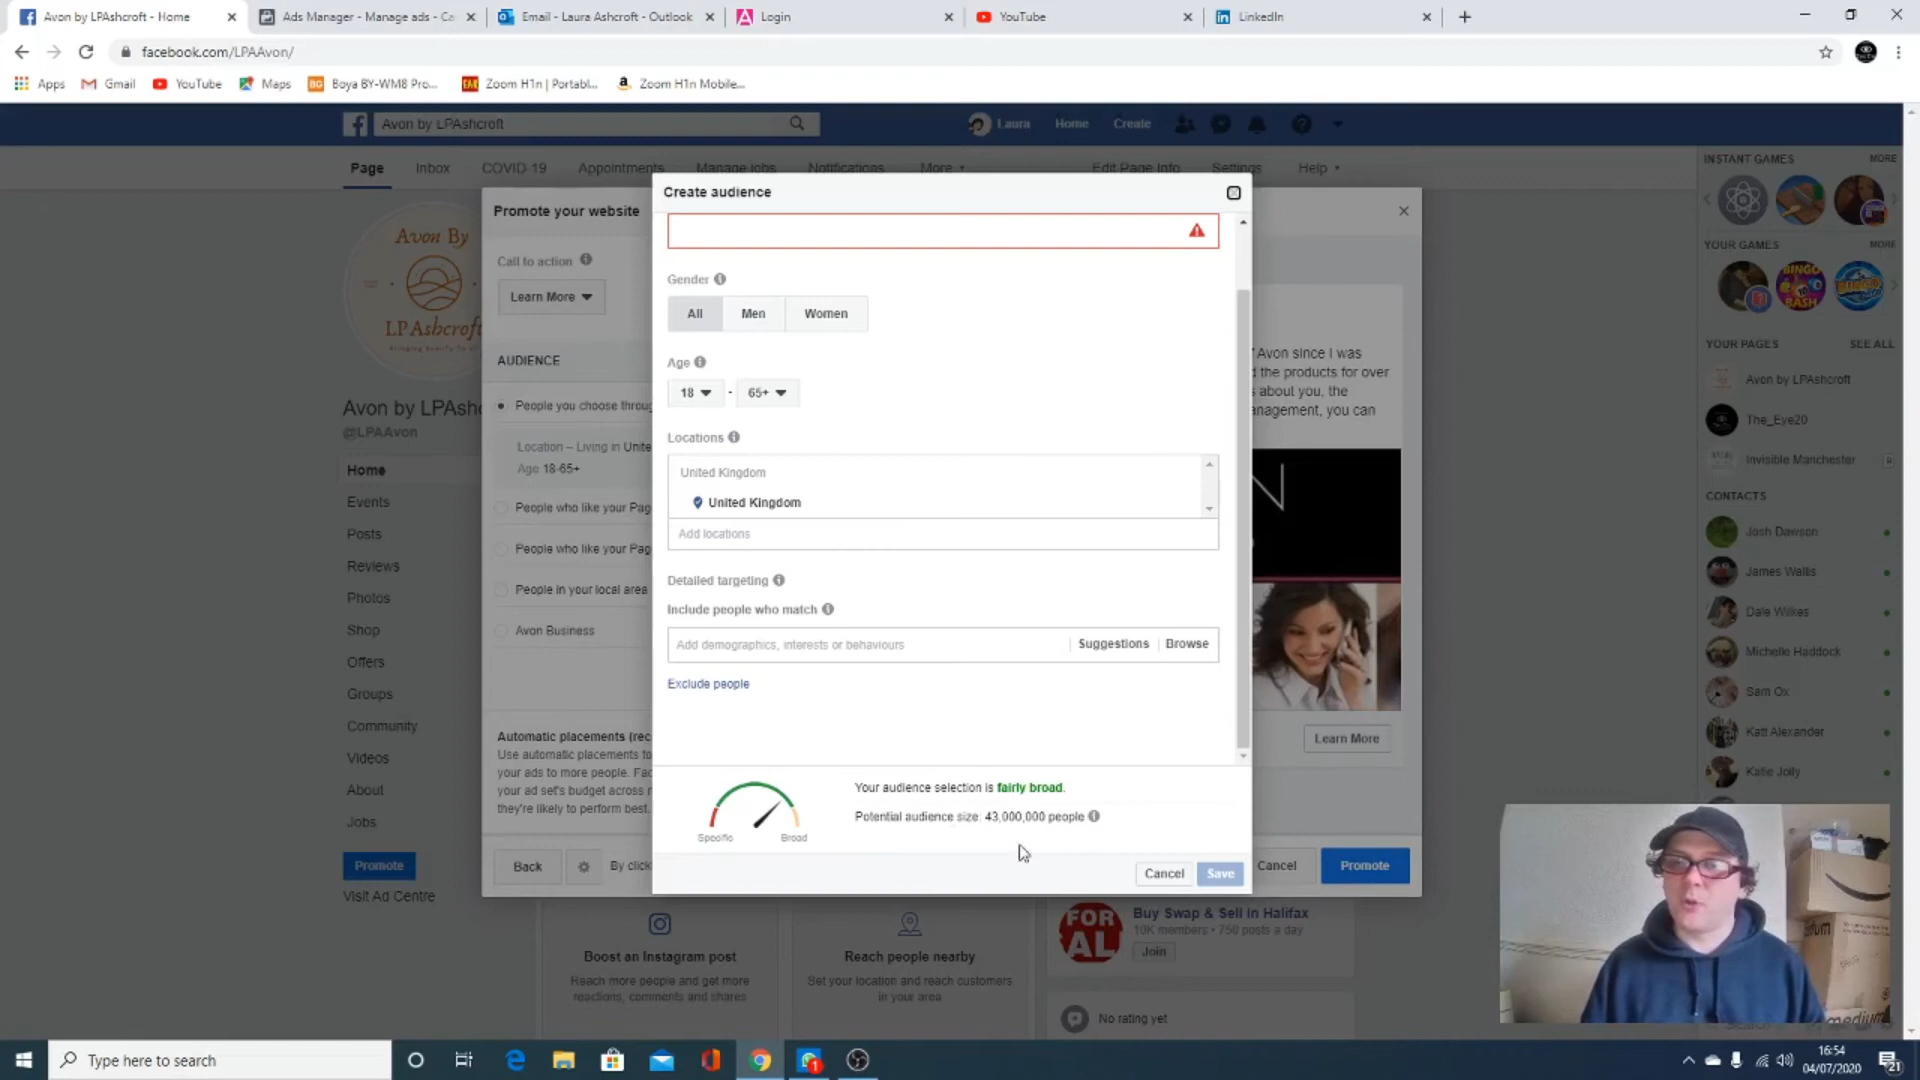 Avon by LPAshcroft - Home
Ads Manager - Manage ads - Ca
Email - Laura Ashcroft - Outlook
Login
YouTube
LinkedIn
facebook.com/LPAAvon/
Apps
Gmail
YouTube
Maps
Boya BY-WM8 Pro...
Zoom H1n | Portabl...
Zoom H1n Mobile...
Avon by LPAshcroft
Laura
Home
Create
Page
Inbox
COVID-19
Appointments
Manage jobs
Notifications
More
Edit Page Info
Settings
Help
Avon By
LPAshcroft
Avon by LPAshc
@LPAAvon
Home
Events
Posts
Reviews
Photos
Shop
Offers
Groups
Community
Videos
About
Jobs
Promote
Visit Ad Centre
Promote your website
Call to action
Learn More
AUDIENCE
People you choose throu
Location – Living in Unite
Age 18-65+
People who like your Pag
People who like your Pag
People in your local area
Avon Business
Automatic placements (rec
Use automatic placements to
your ads to more people. Fac
your ad set's budget across
they're likely to perform best.
Back
By click
Create audience
Gender
All
Men
Women
Age
18 - 65+
Locations
United Kingdom
United Kingdom
Add locations
Detailed targeting
Include people who match
Add demographics, interests or behaviours
Suggestions
Browse
Exclude people
Specific
Broad
Your audience selection is fairly broad.
Potential audience size: 43,000,000 people
Cancel
Save
Avon since I was
d the products for over
s about you, the
anagement, you can
N
Learn More
Cancel
Promote
Boost an Instagram post
Reach more people and get more
reactions, comments and shares
Reach people nearby
Set your location and reach customers
in your area
FOR
AL
Buy Swap & Sell in Halifax
10K members • 750 posts a day
Join
No rating yet
INSTANT GAMES
MORE
YOUR GAMES
MORE
BINGO
BASH
YOUR PAGES
SEE ALL
Avon by LPAshcroft
The_Eye20
Invisible Manchester
CONTACTS
Josh Dawson
James Wallis
Dale Wilkes
Michelle Haddock
Sam Ox
Katt Alexander
Katie Jolly
Type here to search
1
16:54
04/07/2020
21